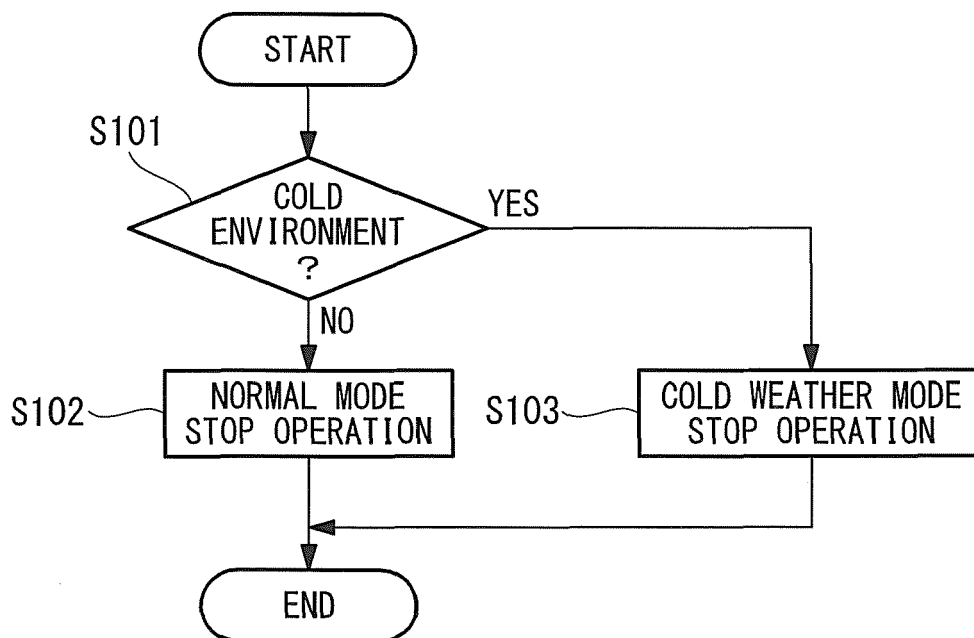 START
S101
COLD
ENVIRONMENT
?
YES
NO
S102
NORMAL MODE
STOP OPERATION
S103
COLD WEATHER MODE
STOP OPERATION
END